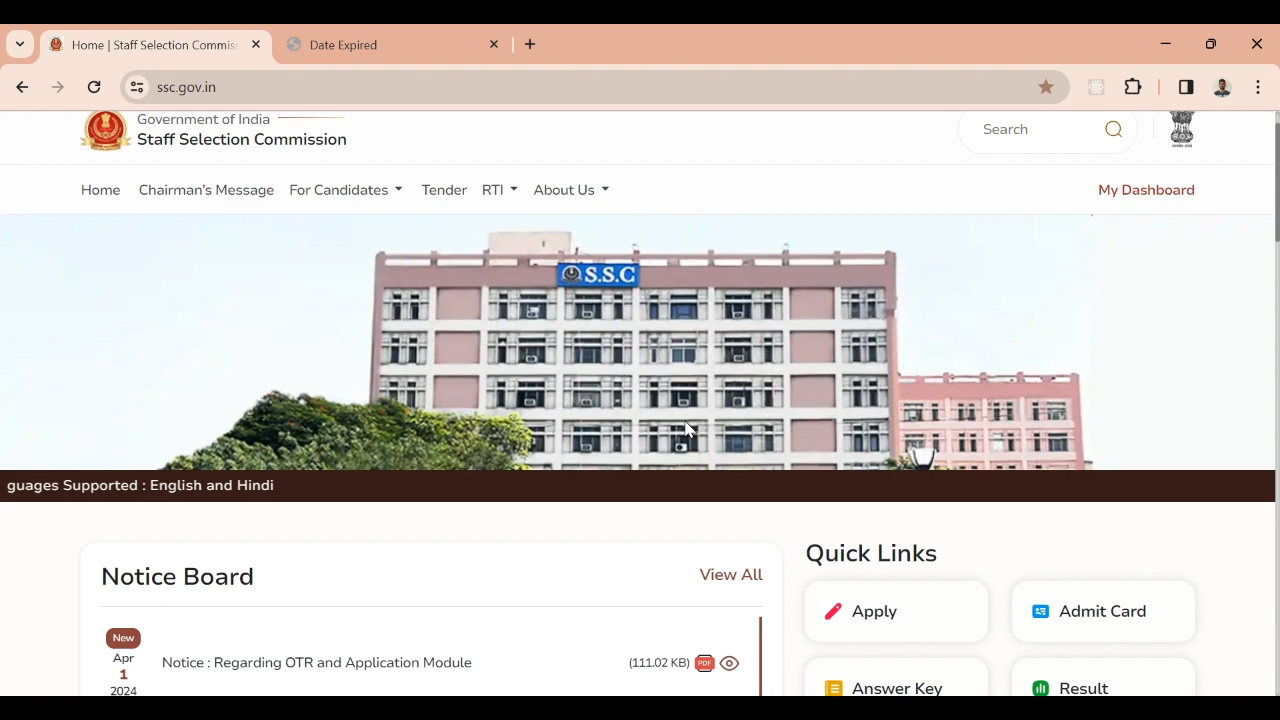 Home | Staff Selection Commis
Date Expired
ssc.gov.in
Government of India
Staff Selection Commission
Search
Home Chairman's Message For Candidates Tender RTI About Us My Dashboard
S.S.C
guages Supported : English and Hindi
Notice Board View All
New
Apr
1
2024
Notice : Regarding OTR and Application Module (111.02 KB) PDF
Quick Links
Apply Admit Card
Answer Key Result